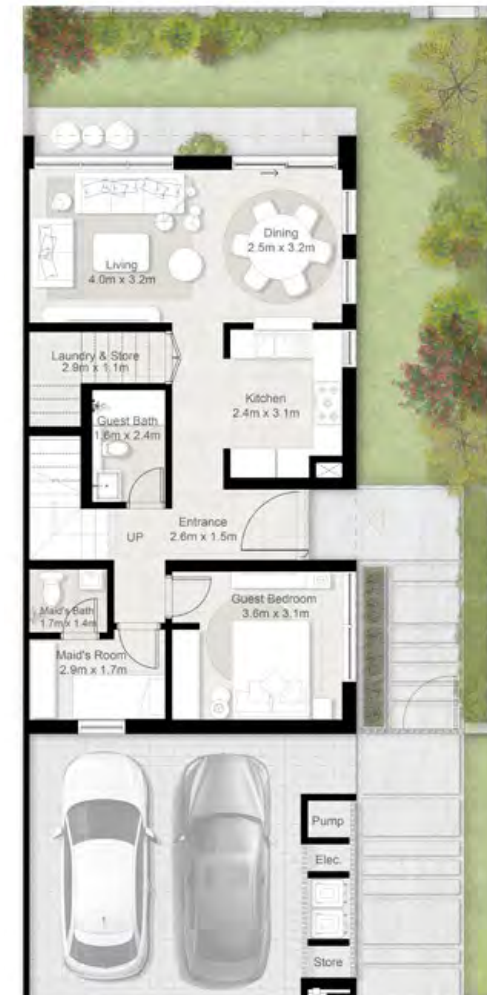 Dining
2.5m x 3.2m
Living
4.0m x 3.2m
Laundry & Store
2.9m x 1.1m
Kitchen
2.4m x 3.1m
Guest Bath
1.6m x 2.4m
Entrance
2.6m x 1.5m
UP
Maid's Bath
1.7m x 1.4m
Guest Bedroom
3.6m x 3.1m
Maid's Room
2.9m x 1.7m
Pump
Elec.
1
Store